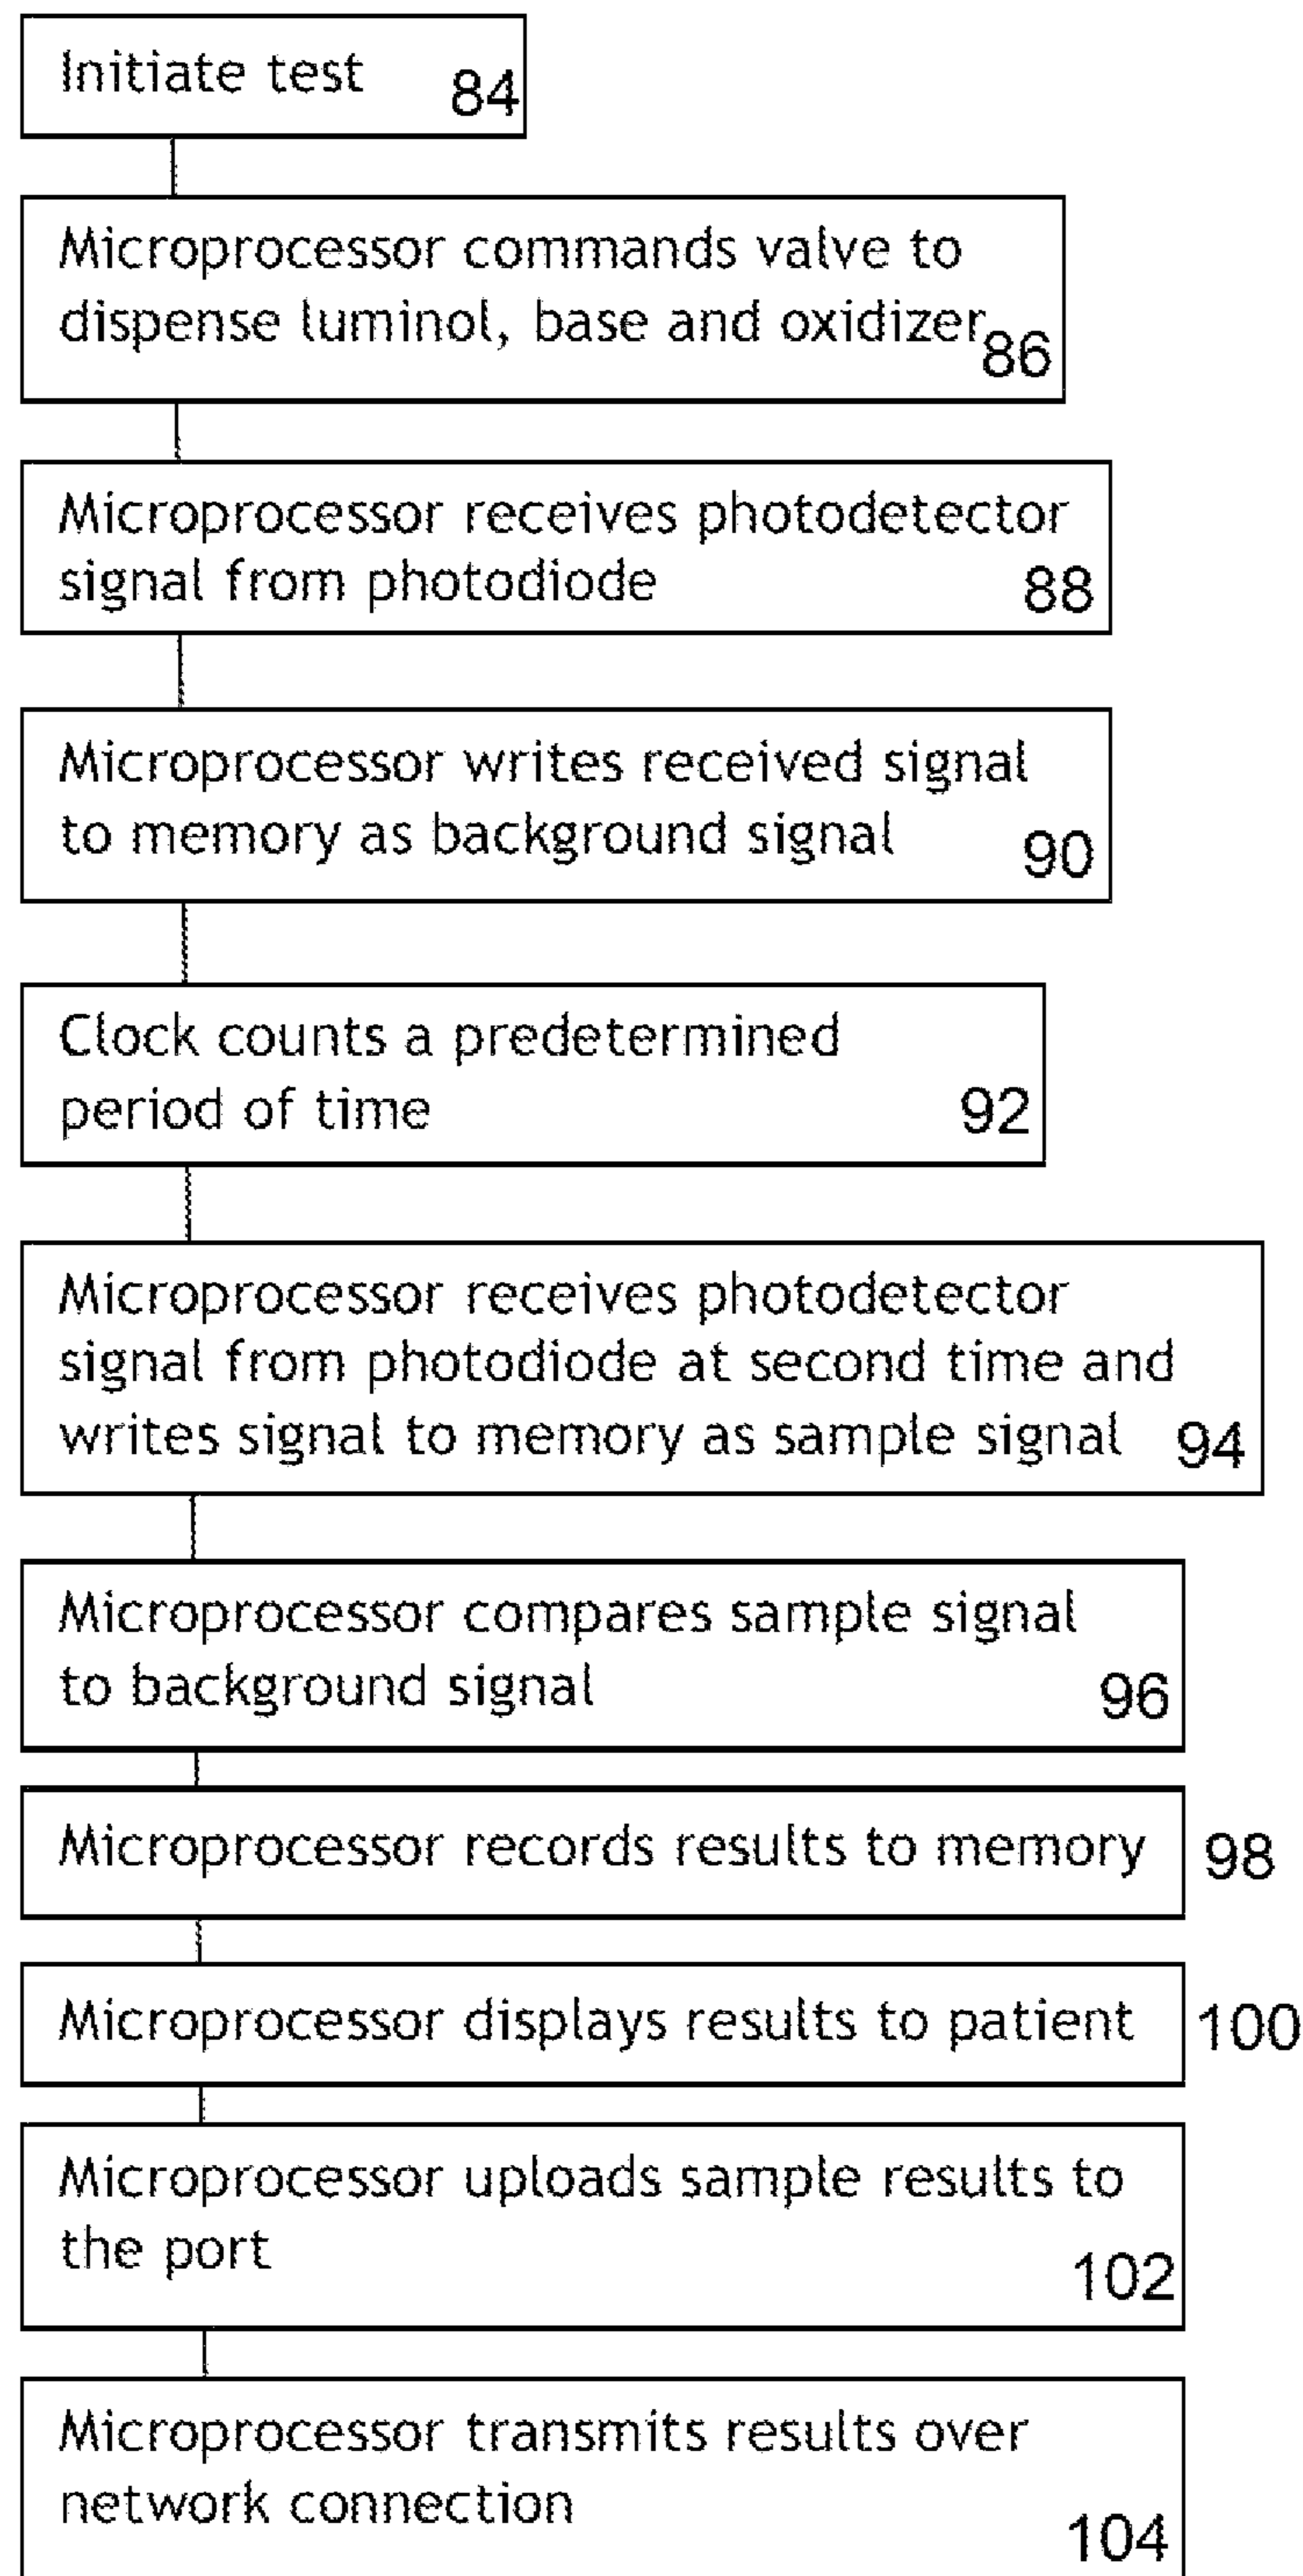 Initiate test 84
Microprocessor commands valve to
dispense luminol, base and oxidizer 86
Microprocessor receives photodetector
signal from photodiode 88
Microprocessor writes received signal
to memory as background signal 90
Clock counts a predetermined
period of time 92
Microprocessor receives photodetector
signal from photodiode at second time and
writes signal to memory as sample signal 94
Microprocessor compares sample signal
to background signal 96
Microprocessor records results to memory 98
Microprocessor displays results to patient 100
Microprocessor uploads sample results to
the port 102
Microprocessor transmits results over
network connection 104